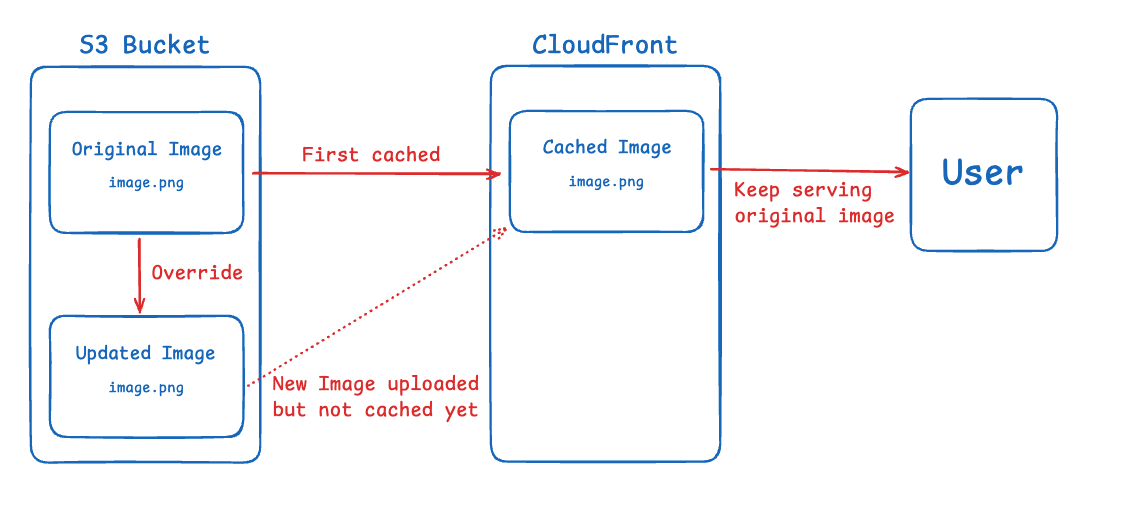 S3 Bucket
CloudFront
Original Image
image.png
First cached
Cached Image
image.png
Keep serving
original image
User
Override
Updated Image
image.png
New Image uploaded
but not cached yet